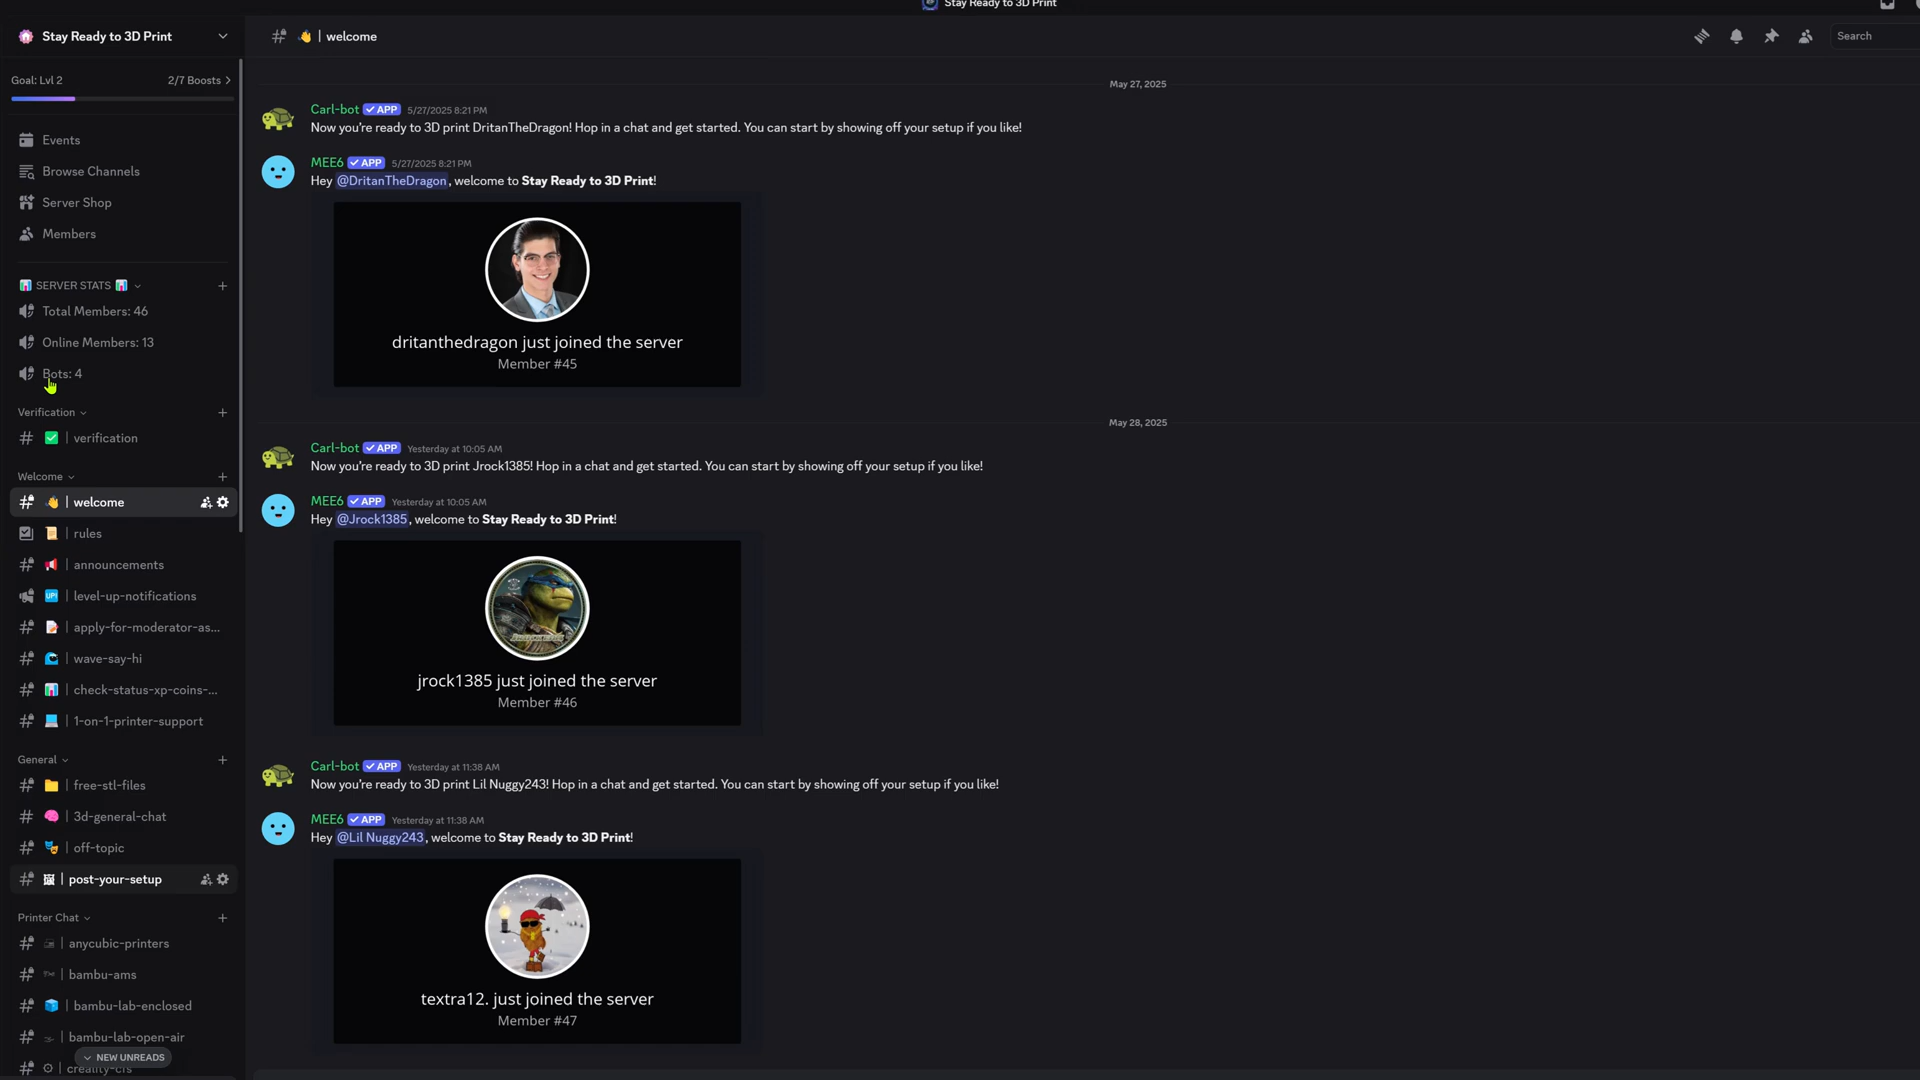 Stay Ready to 3D Print
Stay Ready to 3D Print
Goal: Lvl 2
2/7 Boosts
Events
Browse Channels
Server Shop
Members
SERVER STATS
Total Members: 46
Online Members: 13
Bots: 4
Verification
verification
Welcome
| welcome
| rules
| announcements
UP! | level-up-notifications
| apply-for-moderator-as...
| wave-say-hi
| check-status-xp-coins-...
| 1-on-1-printer-support
General
| free-stl-files
| 3d-general-chat
| off-topic
| post-your-setup
Printer Chat
| anycubic-printers
| bambu-ams
| bambu-lab-enclosed
| bambu-lab-open-air
NEW UNREADS
| creality-cfs
| welcome
Search
May 27, 2025
Carl-bot APP 5/27/2025 8:21 PM
Now you're ready to 3D print DritanTheDragon! Hop in a chat and get started. You can start by showing off your setup if you like!
MEE6 APP 5/27/2025 8:21 PM
Hey @DritanTheDragon, welcome to Stay Ready to 3D Print!
dritanthedragon just joined the server
Member #45
May 28, 2025
Carl-bot APP Yesterday at 10:05 AM
Now you're ready to 3D print Jrock1385! Hop in a chat and get started. You can start by showing off your setup if you like!
MEE6 APP Yesterday at 10:05 AM
Hey @Jrock1385, welcome to Stay Ready to 3D Print!
jrock1385 just joined the server
Member #46
Carl-bot APP Yesterday at 11:38 AM
Now you're ready to 3D print Lil Nuggy243! Hop in a chat and get started. You can start by showing off your setup if you like!
MEE6 APP Yesterday at 11:38 AM
Hey @Lil Nuggy243, welcome to Stay Ready to 3D Print!
textra12. just joined the server
Member #47